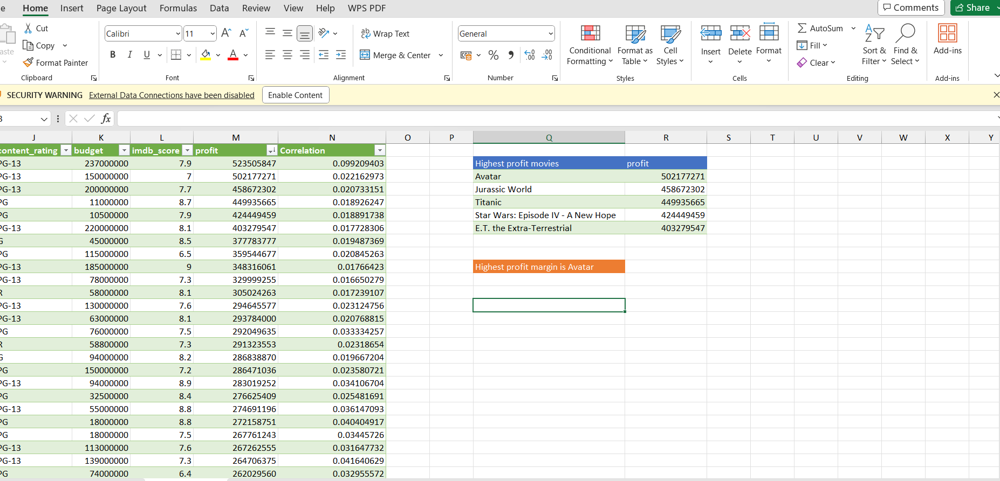 Home Insert Page Layout Formulas Data Review View Help WPS PDF Comments Share
Cut
Copy
Format Painter
Clipboard
Calibri 11
B I U A
Font
Wrap Text
Merge & Center
Alignment
General
Number
Conditional Formatting
Format as Table
Cell Styles
Styles
Insert
Delete
Format
Cells
AutoSum
Fill
Clear
Sort & Filter
Find & Select
Editing
Add-ins
Add-ins
SECURITY WARNING External Data Connections have been disabled Enable Content
fx
J K L M N O P Q R S T U V W X Y
content_rating budget imdb_score profit Correlation
PG-13 237000000 7.9 523505847 0.099209403 Highest profit movies profit
PG-13 150000000 7 502177271 0.022162973 Avatar 502177271
PG-13 200000000 7.7 458672302 0.020733151 Jurassic World 458672302
PG 11000000 8.7 449935665 0.018926247 Titanic 449935665
PG 10500000 7.9 424449459 0.018891738 Star Wars: Episode IV - A New Hope 424449459
PG-13 220000000 8.1 403279547 0.017728306 E.T. the Extra-Terrestrial 403279547
G 45000000 8.5 377783777 0.019487369
PG 115000000 6.5 359544677 0.020845263
PG-13 185000000 9 348316061 0.01766423 Highest profit margin is Avatar
PG-13 78000000 7.3 329999255 0.016650279
R 58000000 8.1 305024263 0.017239107
PG-13 130000000 7.6 294645577 0.023124756
PG-13 63000000 8.1 293784000 0.020768815
PG 76000000 7.5 292049635 0.033334257
R 58800000 7.3 291323553 0.02318654
G 94000000 8.2 286838870 0.019667204
PG 150000000 7.2 286471036 0.023580721
PG-13 94000000 8.9 283019252 0.034106704
PG 32500000 8.4 276625409 0.025481691
PG-13 55000000 8.8 274691196 0.036147093
PG 18000000 8.8 272158751 0.040404917
PG 18000000 7.5 267761243 0.03445726
PG-13 113000000 7.6 267262555 0.031647732
PG-13 139000000 7.3 264706375 0.041640629
PG 74000000 6.4 262029560 0.032955572